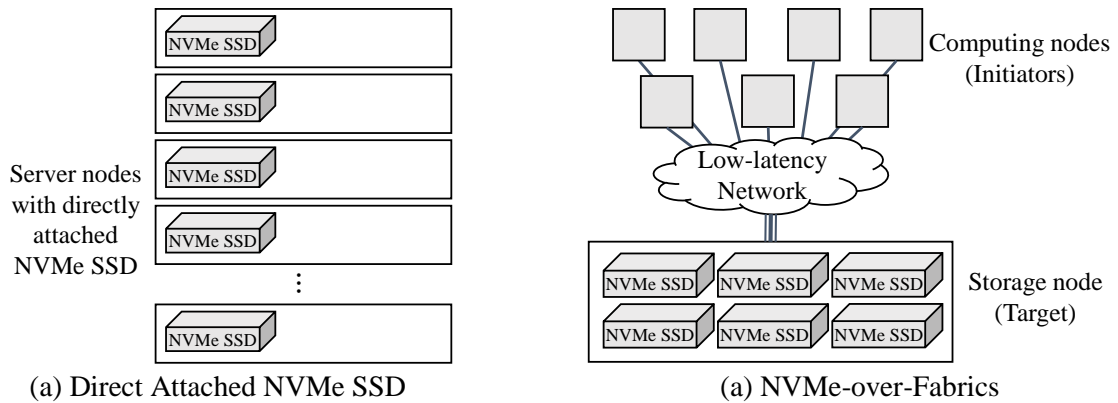 NVMe SSD
NVMe SSD
NVMe SSD
NVMe SSD
NVMe SSD
Server nodes
with directly
attached
NVMe SSD
(a) Direct Attached NVMe SSD
Computing nodes
(Initiators)
Low-latency
Network
NVMe SSD NVMe SSD NVMe SSD
NVMe SSD NVMe SSD NVMe SSD
Storage node
(Target)
(a) NVMe-over-Fabrics